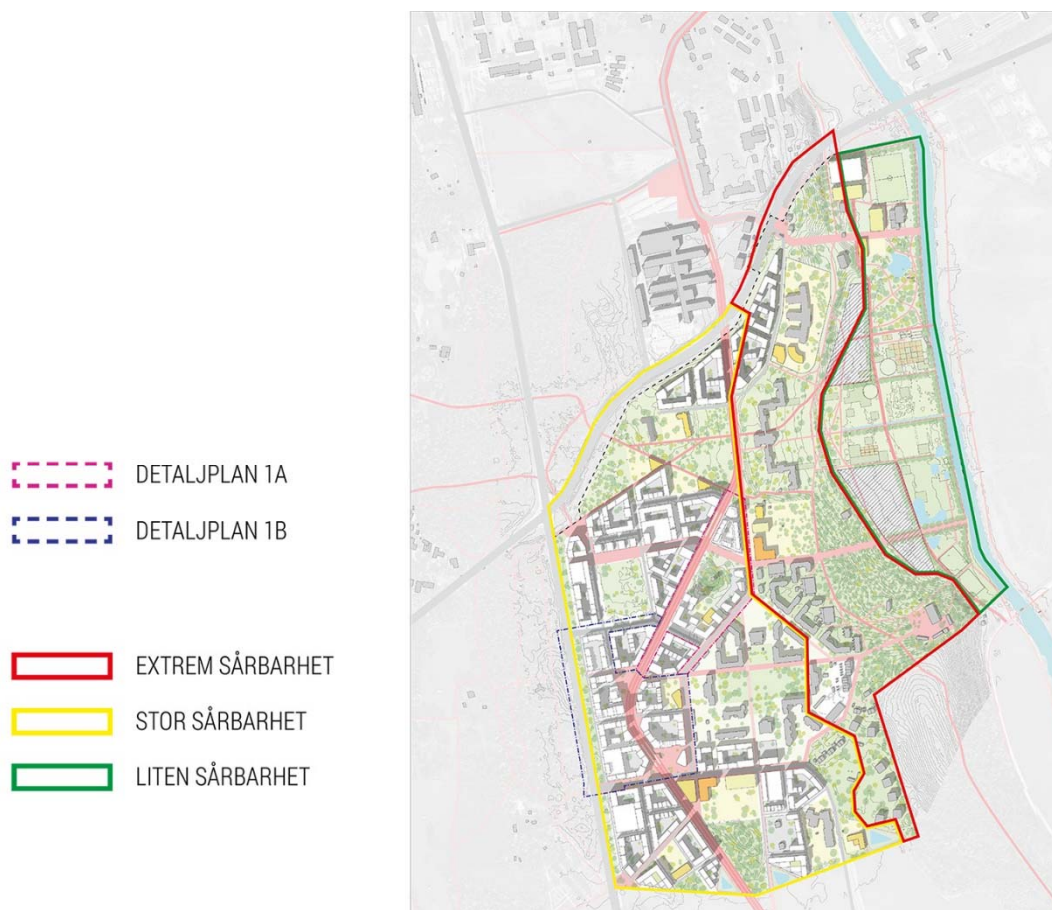 DETALJPLAN 1A
DETALJPLAN 1B
EXTREM SÅRBARHET
STOR SÅRBARHET
LITEN SÅRBARHET